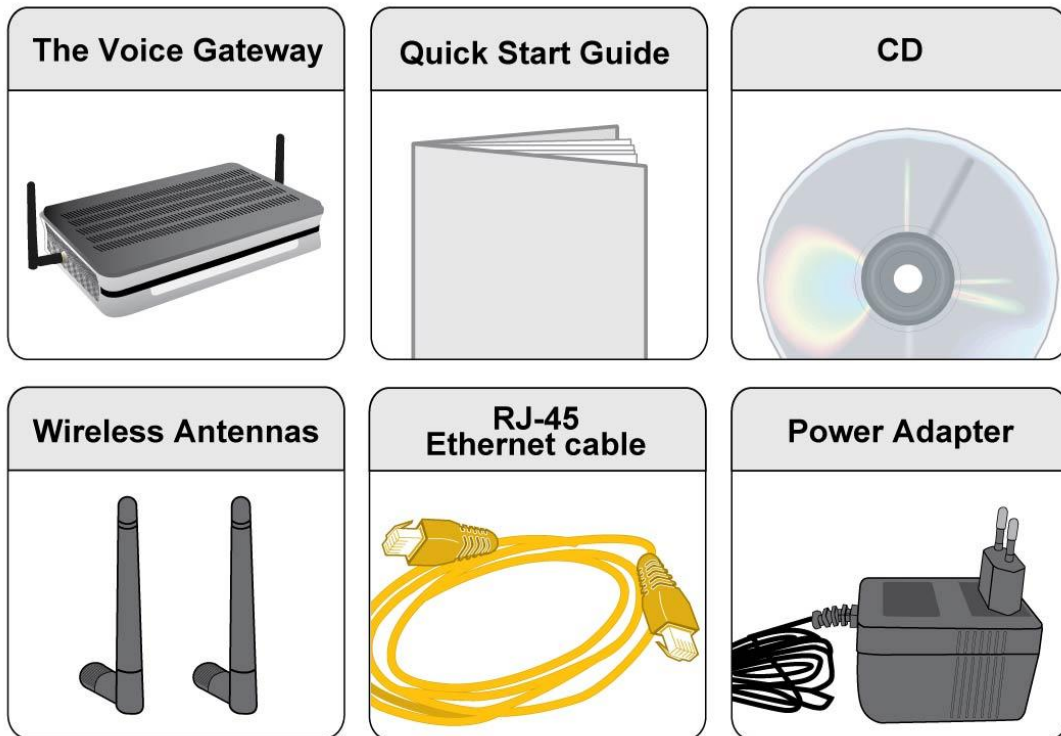 The Voice Gateway
Quick Start Guide
CD
Wireless Antennas
RJ-45
Ethernet cable
Power Adapter